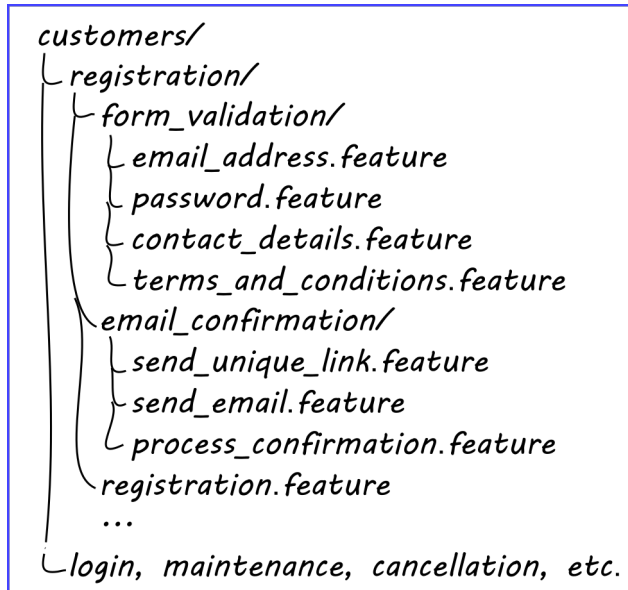 customers/
registration/
form_validation/
email_address.feature
password.feature
contact_details.feature
terms_and_conditions.feature
email_confirmation/
send_unique_link.feature
send_email.feature
process_confirmation.feature
registration.feature
...
login, maintenance, cancellation, etc.